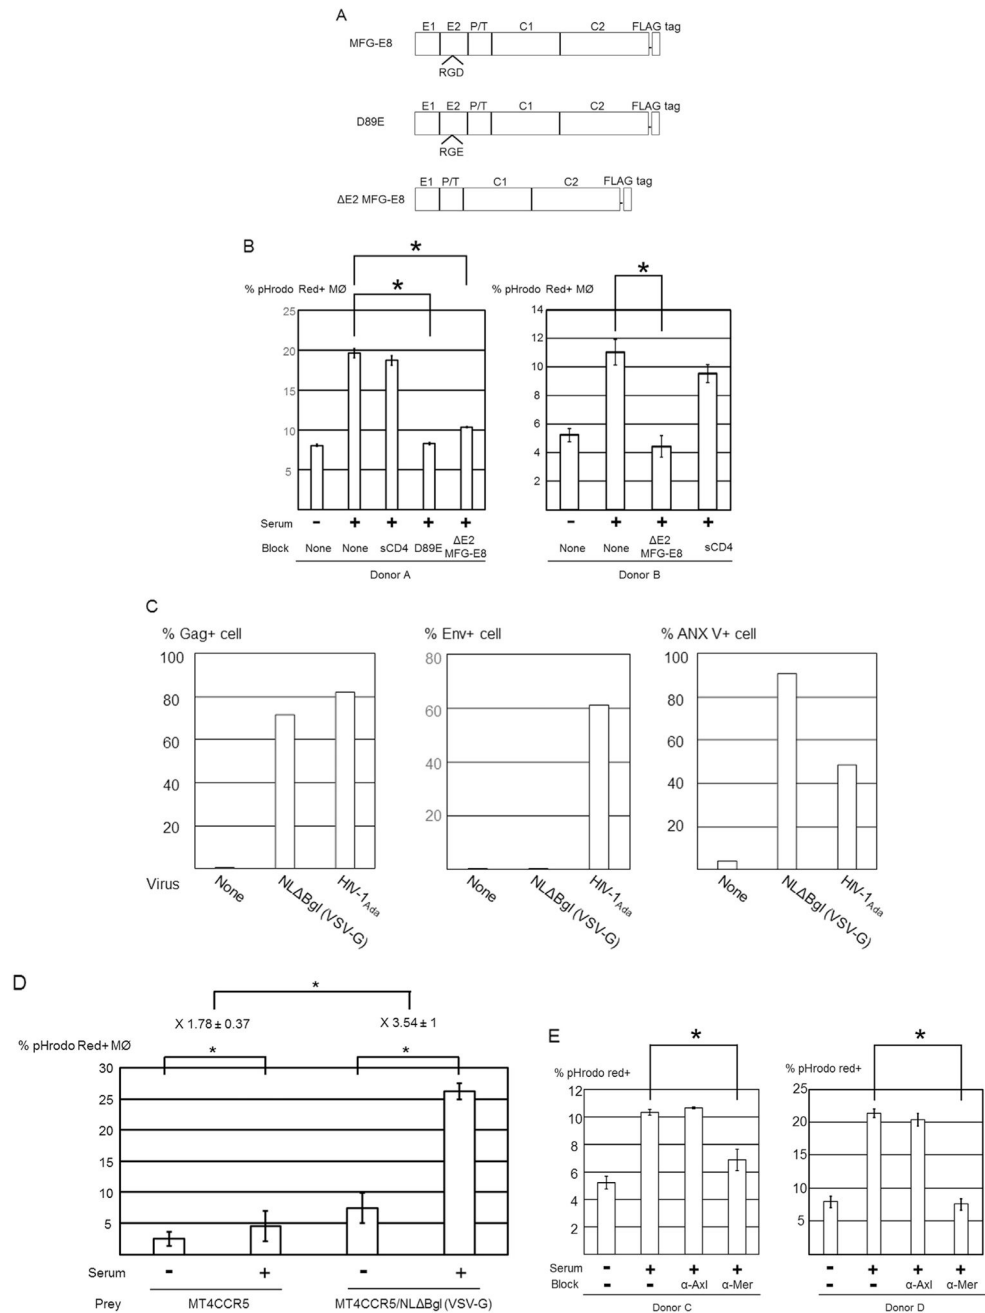 A
E1 E2 P/T C1 C2 FLAG tag
MFG-E8
RGD
E1 E2 P/T C1 C2 FLAG tag
D89E
RGE
E1 P/T C1 C2 FLAG tag
ΔE2 MFG-E8
B
* *
% pHrodo Red+ MØ
25
20
15
10
5
Serum - + + + +
Block None None sCD4 D89E ΔE2 MFG-E8
Donor A
*
% pHrodo Red+ MØ
14
12
10
8
6
4
2
- + + +
None None ΔE2 MFG-E8 sCD4
Donor B
C
% Gag+ cell
100
80
60
40
20
Virus None NLΔBgl (VSV-G) HIV-1Ada
% Env+ cell
80
60
40
20
None NLΔBgl (VSV-G) HIV-1Ada
% ANX V+ cell
100
80
60
40
20
None NLΔBgl (VSV-G) HIV-1Ada
D
*
X 1.78 ± 0.37 X 3.54 ± 1
% pHrodo Red+ MØ
* *
30
25
20
15
10
5
Serum - + - +
Prey MT4CCR5 MT4CCR5/NLΔBgl (VSV-G)
E
*
% pHrodo red+
12
10
8
6
4
2
Serum - + + +
Block - - α-Axl α-Mer
Donor C
*
% pHrodo red+
25
20
15
10
5
- + + +
- - α-Axl α-Mer
Donor D